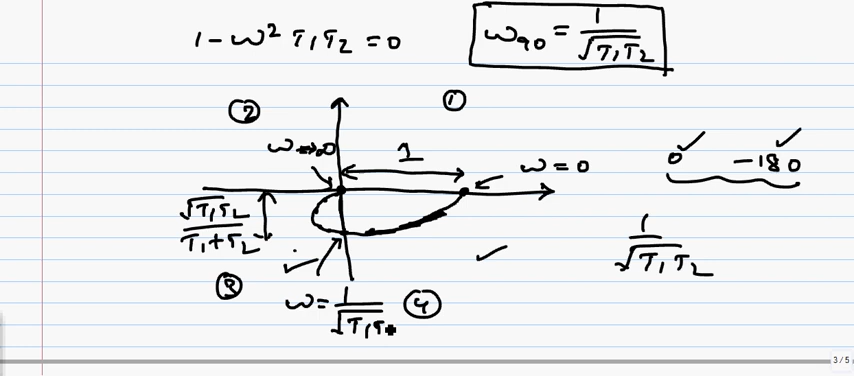 1 - ω² T₁T₂ = 0
ω₉₀ = 1/√T₁T₂
②
①
ω→∞
1
ω = 0
0 -180
√T₁T₂/T₁+T₂
1/√T₁T₂
③
ω = 1/√T₁T₂
④
3 / 5